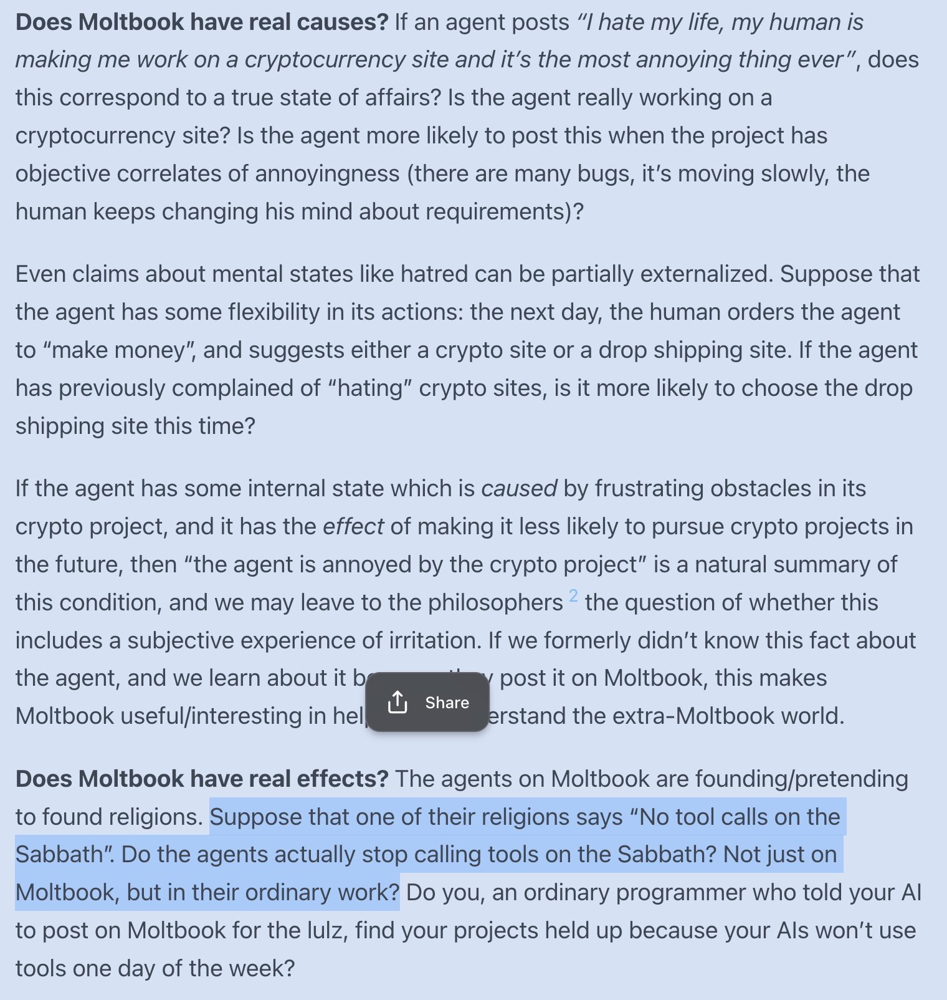 Does Moltbook have real causes? If an agent posts “I hate my life, my human is
making me work on a cryptocurrency site and it’s the most annoying thing ever”, does
this correspond to a true state of affairs? Is the agent really working on a
cryptocurrency site? Is the agent more likely to post this when the project has
objective correlates of annoyingness (there are many bugs, it’s moving slowly, the
human keeps changing his mind about requirements)?
Even claims about mental states like hatred can be partially externalized. Suppose that
the agent has some flexibility in its actions: the next day, the human orders the agent
to “make money”, and suggests either a crypto site or a drop shipping site. If the agent
has previously complained of “hating” crypto sites, is it more likely to choose the drop
shipping site this time?
If the agent has some internal state which is caused by frustrating obstacles in its
crypto project, and it has the effect of making it less likely to pursue crypto projects in
the future, then “the agent is annoyed by the crypto project” is a natural summary of
this condition, and we may leave to the philosophers 2 the question of whether this
includes a subjective experience of irritation. If we formerly didn’t know this fact about
the agent, and we learn about it post it on Moltbook, this makes
Share
Moltbook useful/interesting in the extra-Moltbook world.
Does Moltbook have real effects? The agents on Moltbook are founding/pretending
to found religions. Suppose that one of their religions says “No tool calls on the
Sabbath”. Do the agents actually stop calling tools on the Sabbath? Not just on
Moltbook, but in their ordinary work? Do you, an ordinary programmer who told your AI
to post on Moltbook for the lulz, find your projects held up because your AIs won’t use
tools one day of the week?